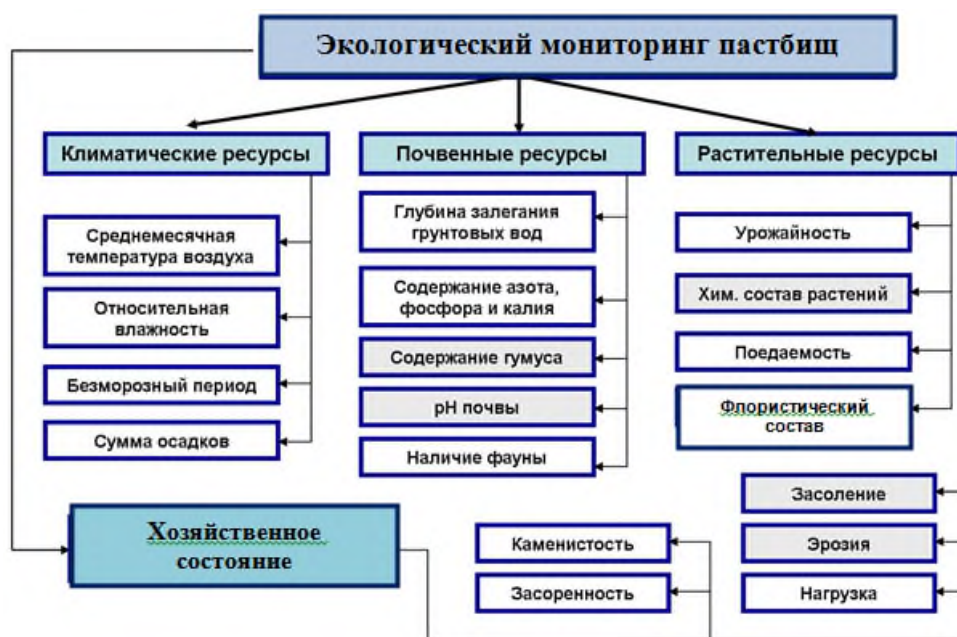 Экологический мониторинг пастбищ
Климатические ресурсы
Почвенные ресурсы
Растительные ресурсы
Среднемесячная
температура воздуха
Относительная
влажность
Безморозный период
Сумма осадков
Глубина залегания
грунтовых вод
Содержание азота,
фосфора и калия
Содержание гумуса
pH почвы
Наличие фауны
Урожайность
Хим. состав растений
Поедаемость
Флористический
состав
Хозяйственное
состояние
Каменистость
Засоренность
Засоление
Эрозия
Нагрузка